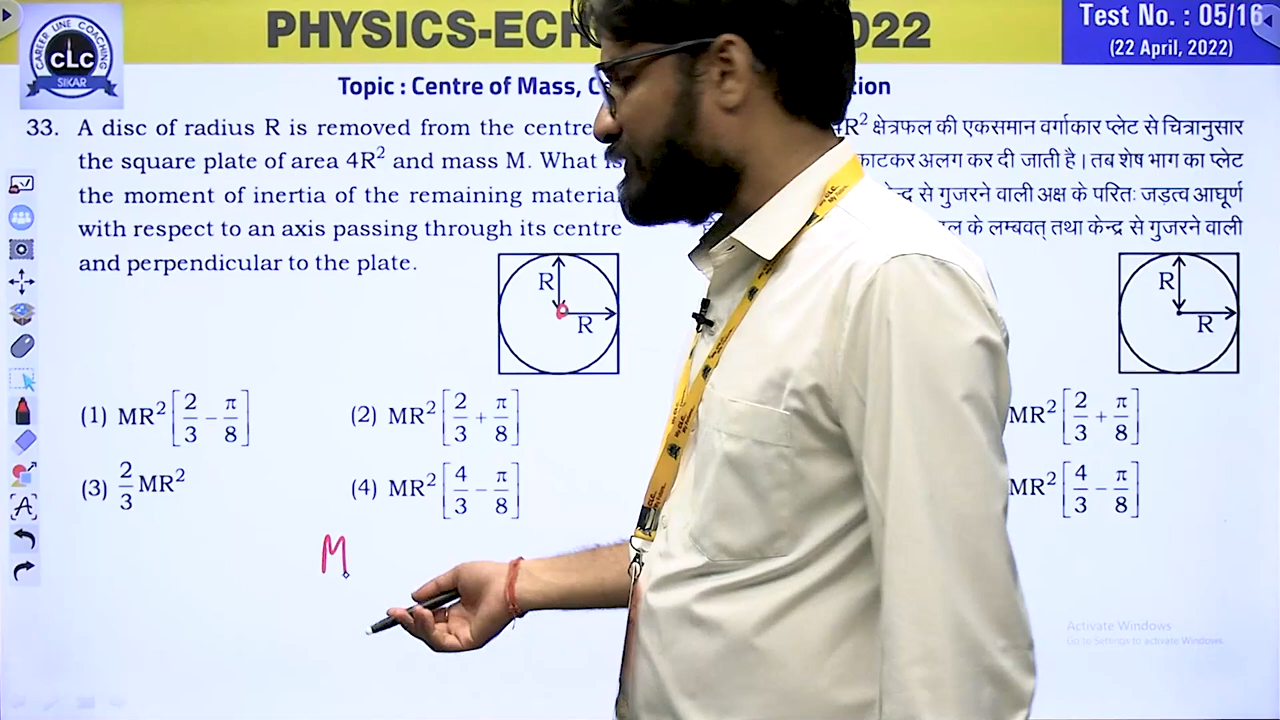 PHYSICS-ECH 022
Test No. : 05/16
(22 April, 2022)
CAREER LINE COACHING
CLC
SIKAR
Topic : Centre of Mass,
33. A disc of radius R is removed from the centre
the square plate of area 4R² and mass M. What is
the moment of inertia of the remaining material
with respect to an axis passing through its centre
and perpendicular to the plate.
R
R
(1) MR² [2/3 − π/8]
(2) MR² [2/3 + π/8]
(3) 2/3 MR²
(4) MR² [4/3 − π/8]
M
4R² क्षेत्रफल की एकसमान वर्गाकार प्लेट से चित्रानुसार
काटकर अलग कर दी जाती है। तब शेष भाग का प्लेट
से गुजरने वाली अक्ष के परितः जड़त्व आघूर्ण
के लम्बवत् तथा केन्द्र से गुजरने वाली
R
R
MR² [2/3 + π/8]
MR² [4/3 − π/8]
Activate Windows
Go to Settings to activate Windows.